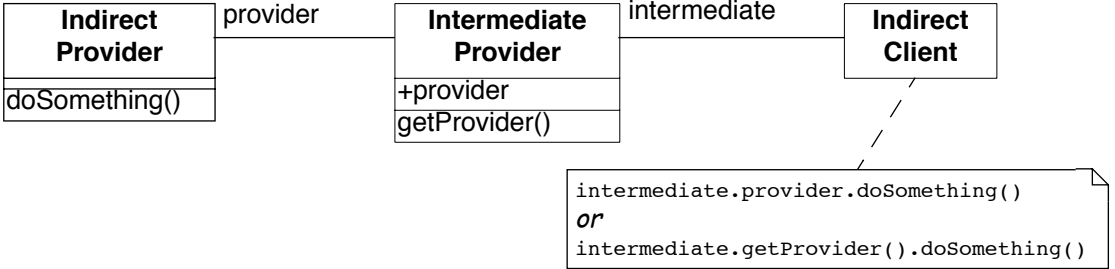 Indirect
Provider
doSomething()
provider
Intermediate
Provider
+provider
getProvider()
intermediate
Indirect
Client
intermediate.provider.doSomething()
or
intermediate.getProvider().doSomething()